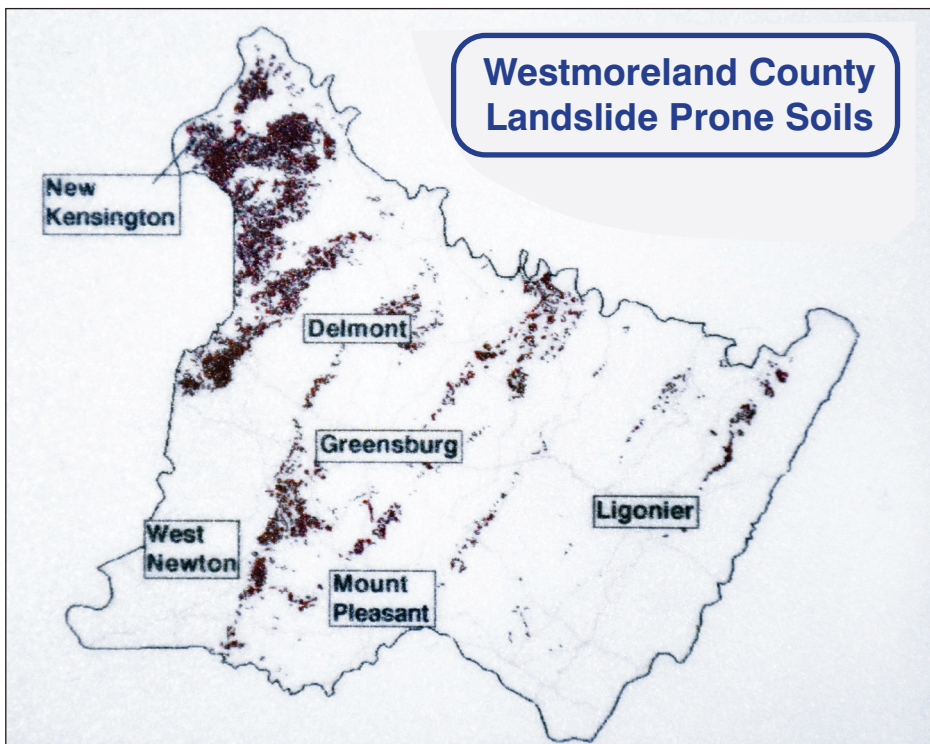 Westmoreland County
Landslide Prone Soils
New
Kensington
Delmont
Greensburg
Ligonier
West
Newton
Mount
Pleasant